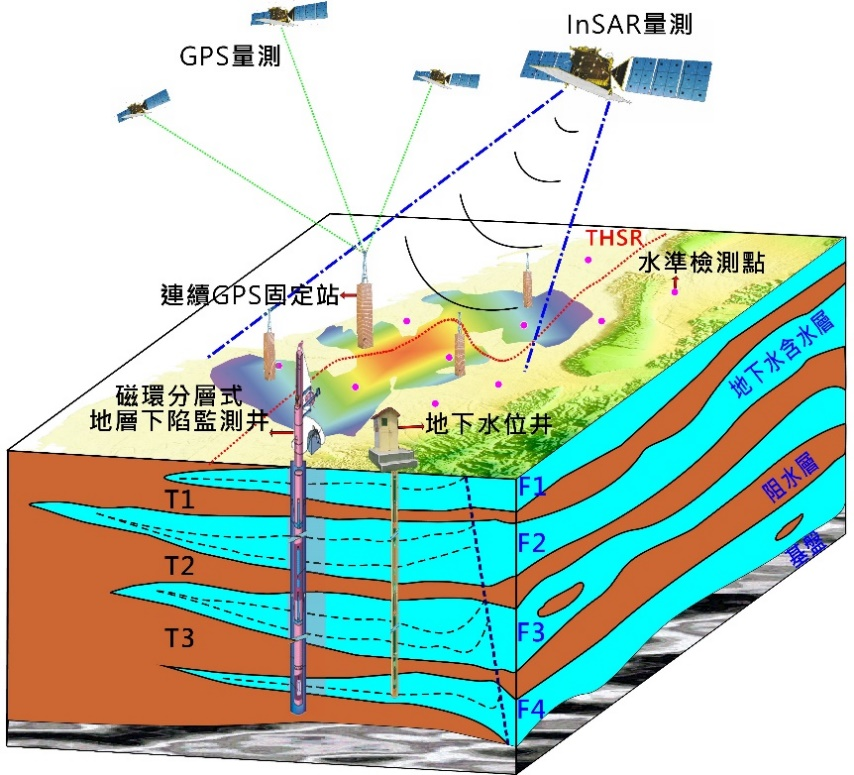 InSAR量測
GPS量測
THSR
水準檢測點
連續GPS固定站
地下水含水層
磁環分層式
地層下陷監測井
地下水位井
阻水層
基盤
F1
T1
F2
T2
F3
T3
F4